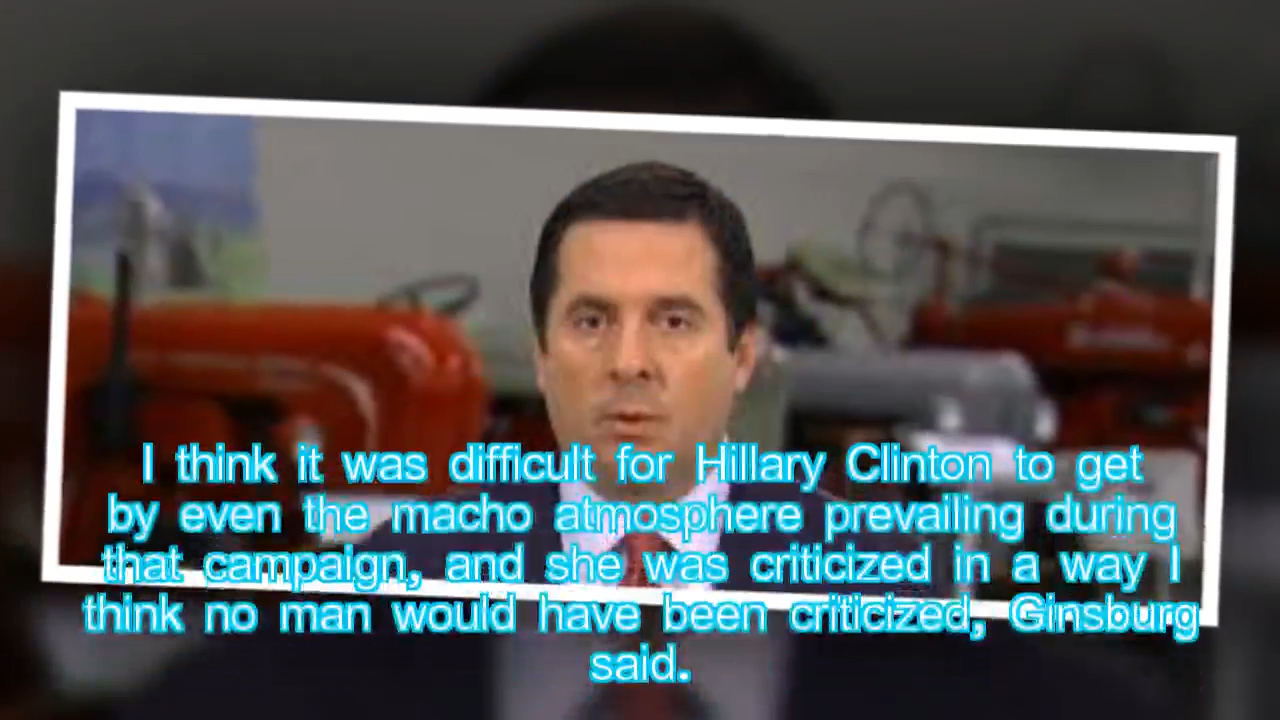 I think it was difficult for Hillary Clinton to get
by even the macho atmosphere prevailing during
that campaign, and she was criticized in a way I
think no man would have been criticized, Ginsburg
said.